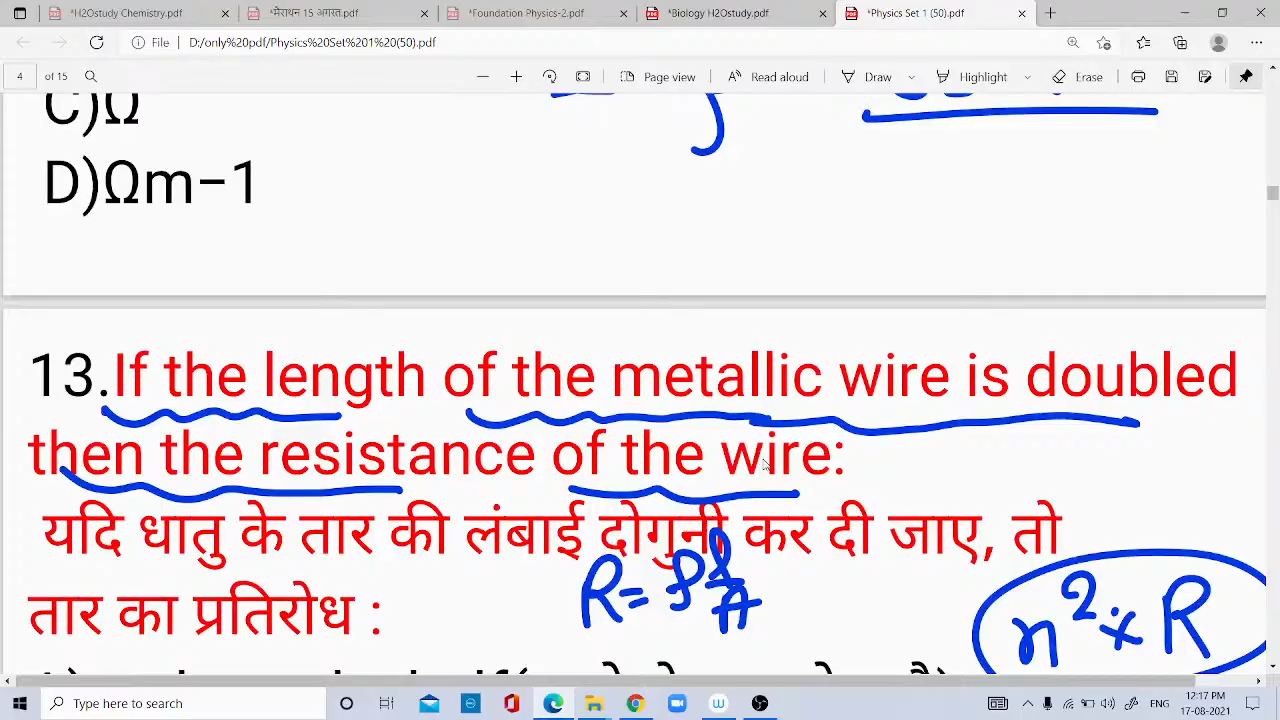 *H2Ostudy Chemistry.pdf
*मैराथन 15 अगस्त.pdf
*Foundation Physics-2.pdf
*Biology H2Ostudy.pdf
*Physics Set 1 (50).pdf
File
D:/only%20pdf/Physics%20Set%201%20(50).pdf
4 of 15
Page view
Read aloud
Draw
Highlight
Erase
C)Ω
D)Ωm−1
13.If the length of the metallic wire is doubled
then the resistance of the wire:
यदि धातु के तार की लंबाई दोगुनी कर दी जाए, तो
तार का प्रतिरोध :
R = ρ l/A
n² × R
Type here to search
ENG
12:17 PM
17-08-2021